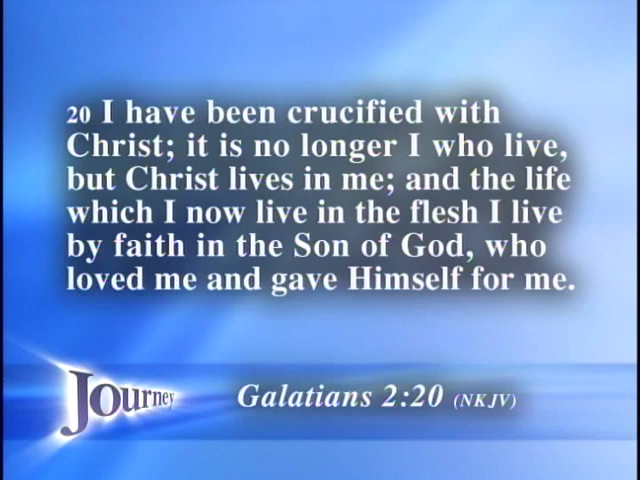 20 I have been crucified with
Christ; it is no longer I who live,
but Christ lives in me; and the life
which I now live in the flesh I live
by faith in the Son of God, who
loved me and gave Himself for me.
Journey
Galatians 2:20 (NKJV)